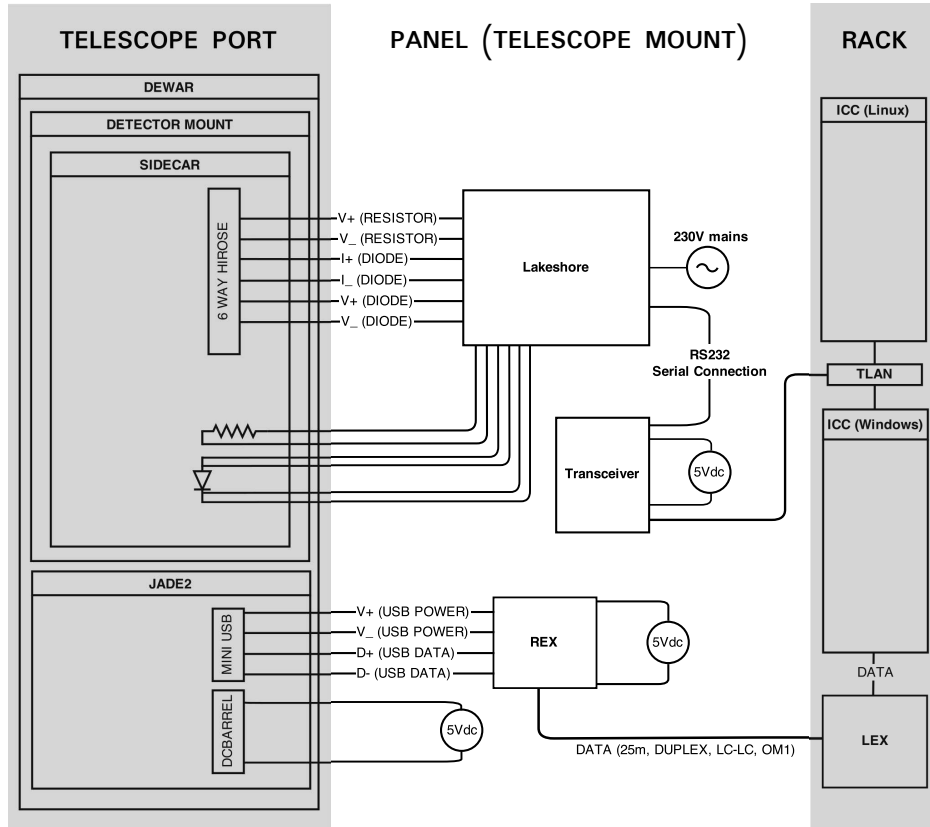 TELESCOPE PORT
PANEL (TELESCOPE MOUNT)
RACK
DEWAR
DETECTOR MOUNT
SIDECAR
6 WAY HIROSE
V+ (RESISTOR)
V_ (RESISTOR)
I+ (DIODE)
I_ (DIODE)
V+ (DIODE)
V_ (DIODE)
Lakeshore
230V mains
RS232
Serial Connection
Transceiver
5Vdc
ICC (Linux)
TLAN
ICC (Windows)
JADE2
MINI USB
V+ (USB POWER)
V_ (USB POWER)
D+ (USB DATA)
D- (USB DATA)
REX
5Vdc
DCBARREL
5Vdc
DATA (25m, DUPLEX, LC-LC, OM1)
DATA
LEX